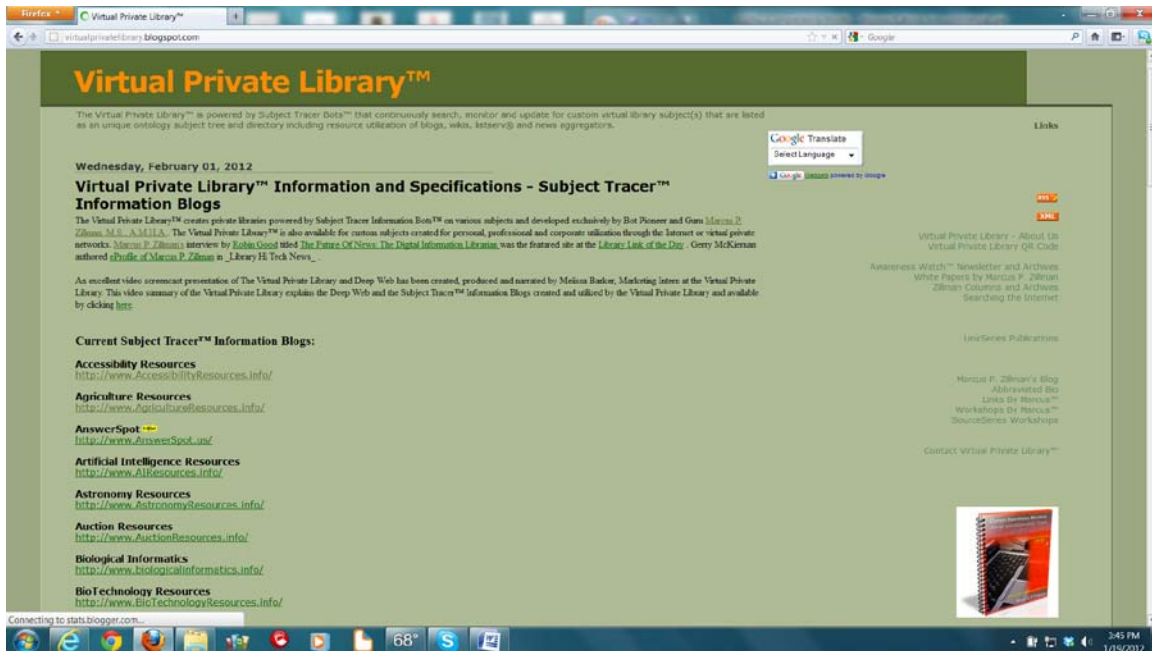 Firefox
Virtual Private Library™
virtualprivatelibrary.blogspot.com
Google
Virtual Private Library™
The Virtual Private Library™ is powered by Subject Tracer Bots™ that continuously search, monitor and update for custom virtual library subject(s) that are listed
as an unique ontology subject tree and directory including resource utilization of blogs, wikis, listserv® and news aggregators.
Links
Google Translate
Select Language
Google Gadgets powered by Google
Wednesday, February 01, 2012
Virtual Private Library™ Information and Specifications - Subject Tracer™
Information Blogs
The Virtual Private Library™ creates private libraries powered by Subject Tracer Information Bots™ on various subjects and developed exclusively by Bot Pioneer and Guru Marcus P.
Zillman, M.S., A.M.H.A.. The Virtual Private Library™ is also available for custom subjects created for personal, professional and corporate utilization through the Internet or virtual private
networks. Marcus P. Zillman's interview by Robin Good titled The Future Of News: The Digital Information Librarian was the featured site at the Library Link of the Day . Gerry McKiernan
authored eProfile of Marcus P. Zillman in _Library Hi Tech News_ .
An excellent video screencast presentation of The Virtual Private Library and Deep Web has been created, produced and narrated by Melissa Barker, Marketing Intern at the Virtual Private
Library. This video summary of the Virtual Private Library explains the Deep Web and the Subject Tracer™ Information Blogs created and utilized by the Virtual Private Library and available
by clicking here.
RSS
XML
Virtual Private Library - About Us
Virtual Private Library QR Code
Awareness Watch™ Newsletter and Archives
White Papers by Marcus P. Zillman
Zillman Columns and Archives
Searching the Internet
LinkSeries Publications
Marcus P. Zillman's Blog
Abbreviated Bio
Links By Marcus™
Workshops By Marcus™
SourceSeries Workshops
Contact Virtual Private Library™
Current Subject Tracer™ Information Blogs:
Accessibility Resources
http://www.AccessibilityResources.info/
Agriculture Resources
http://www.AgricultureResources.info/
AnswerSpot
http://www.AnswerSpot.us/
Artificial Intelligence Resources
http://www.AIResources.info/
Astronomy Resources
http://www.AstronomyResources.info/
Auction Resources
http://www.AuctionResources.info/
Biological Informatics
http://www.biologicalinformatics.info/
BioTechnology Resources
http://www.BioTechnologyResources.info/
Connecting to stats.blogger.com...
68°
3:45 PM
1/19/2012